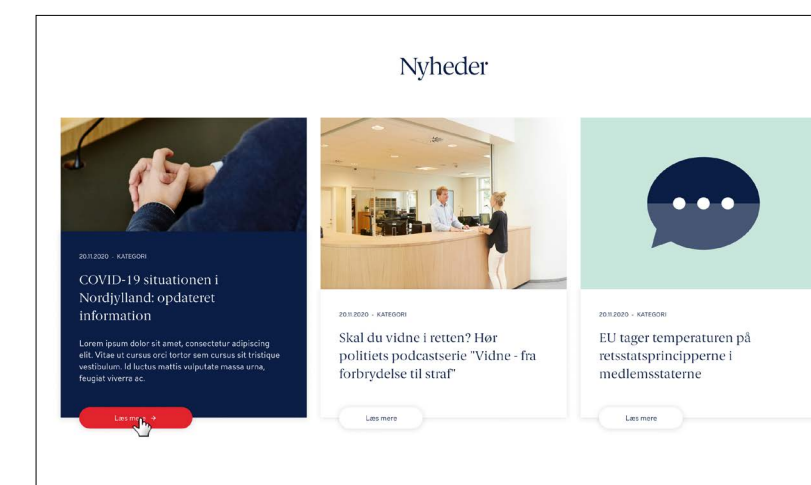 Nyheder
20.11.2020 - KATEGORI
COVID-19 situationen i
Nordjylland: opdateret
information
Lorem ipsum dolor sit amet, consectetur adipiscing
elit. Vitae ut cursus orci tortor sem cursus sit tristique
vestibulum. Id luctus mattis vulputate massa urna,
feugiat viverra ac.
Læs mere →
20.11.2020 - KATEGORI
Skal du vidne i retten? Hør
politiets podcastserie "Vidne - fra
forbrydelse til straf"
Læs mere
20.11.2020 - KATEGORI
EU tager temperaturen på
retsstatsprincipperne i
medlemsstaterne
Læs mere